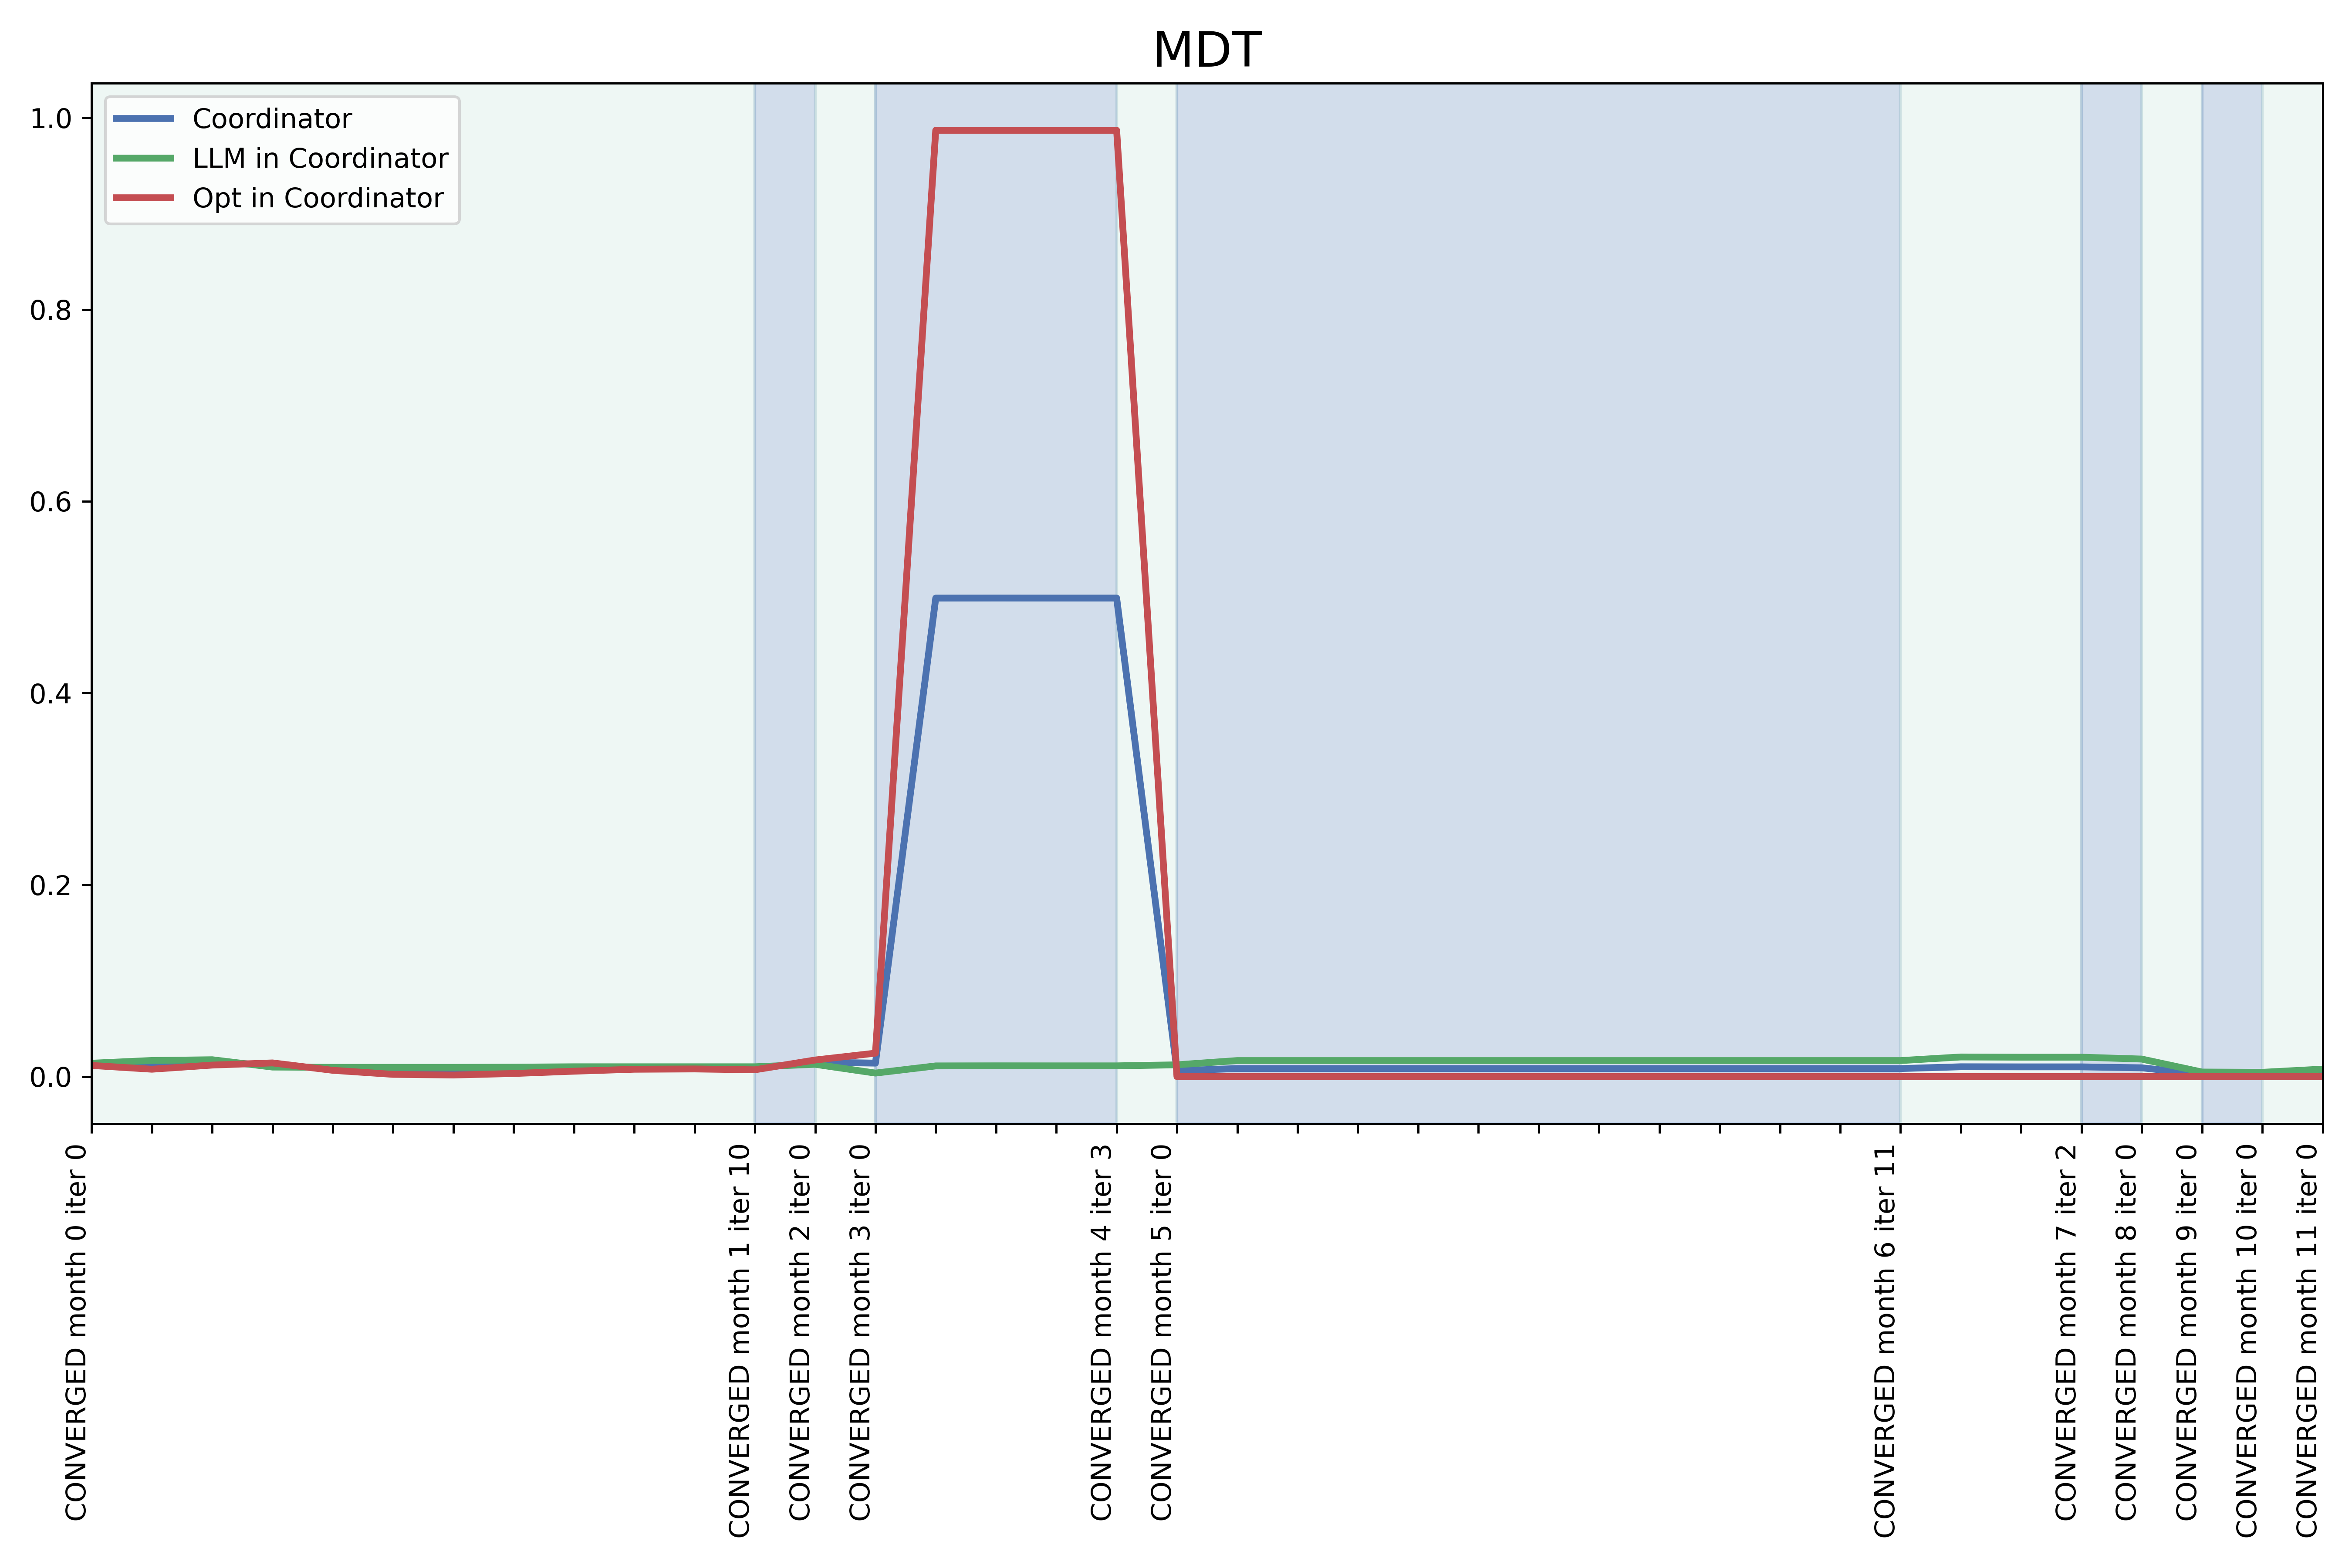 MDT
Coordinator
LLM in Coordinator
Opt in Coordinator
1.0
0.8
0.6
0.4
0.2
0.0
CONVERGED month 0 iter 0
CONVERGED month 1 iter 10
CONVERGED month 2 iter 0
CONVERGED month 3 iter 0
CONVERGED month 4 iter 3
CONVERGED month 5 iter 0
CONVERGED month 6 iter 11
CONVERGED month 7 iter 2
CONVERGED month 8 iter 0
CONVERGED month 9 iter 0
CONVERGED month 10 iter 0
CONVERGED month 11 iter 0